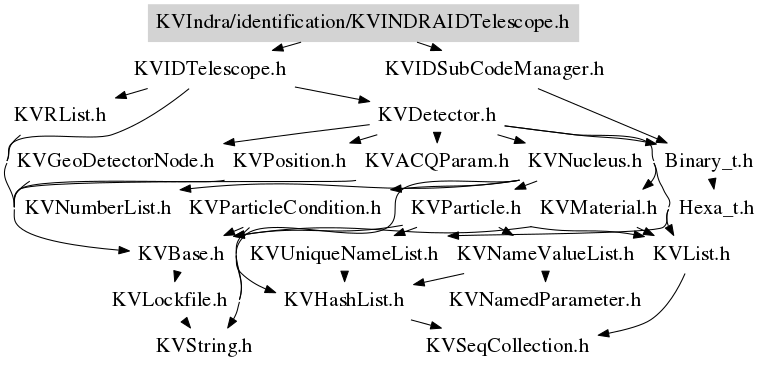 KVIndra/identification/KVINDRAIDTelescope.h
KVIDTelescope.h
KVIDSubCodeManager.h
KVRList.h
KVDetector.h
KVGeoDetectorNode.h
KVPosition.h
KVACQParam.h
KVNucleus.h
Binary_t.h
KVNumberList.h
KVParticleCondition.h
KVParticle.h
KVMaterial.h
Hexa_t.h
KVBase.h
KVUniqueNameList.h
KVNameValueList.h
KVList.h
KVLockfile.h
KVHashList.h
KVNamedParameter.h
KVString.h
KVSeqCollection.h